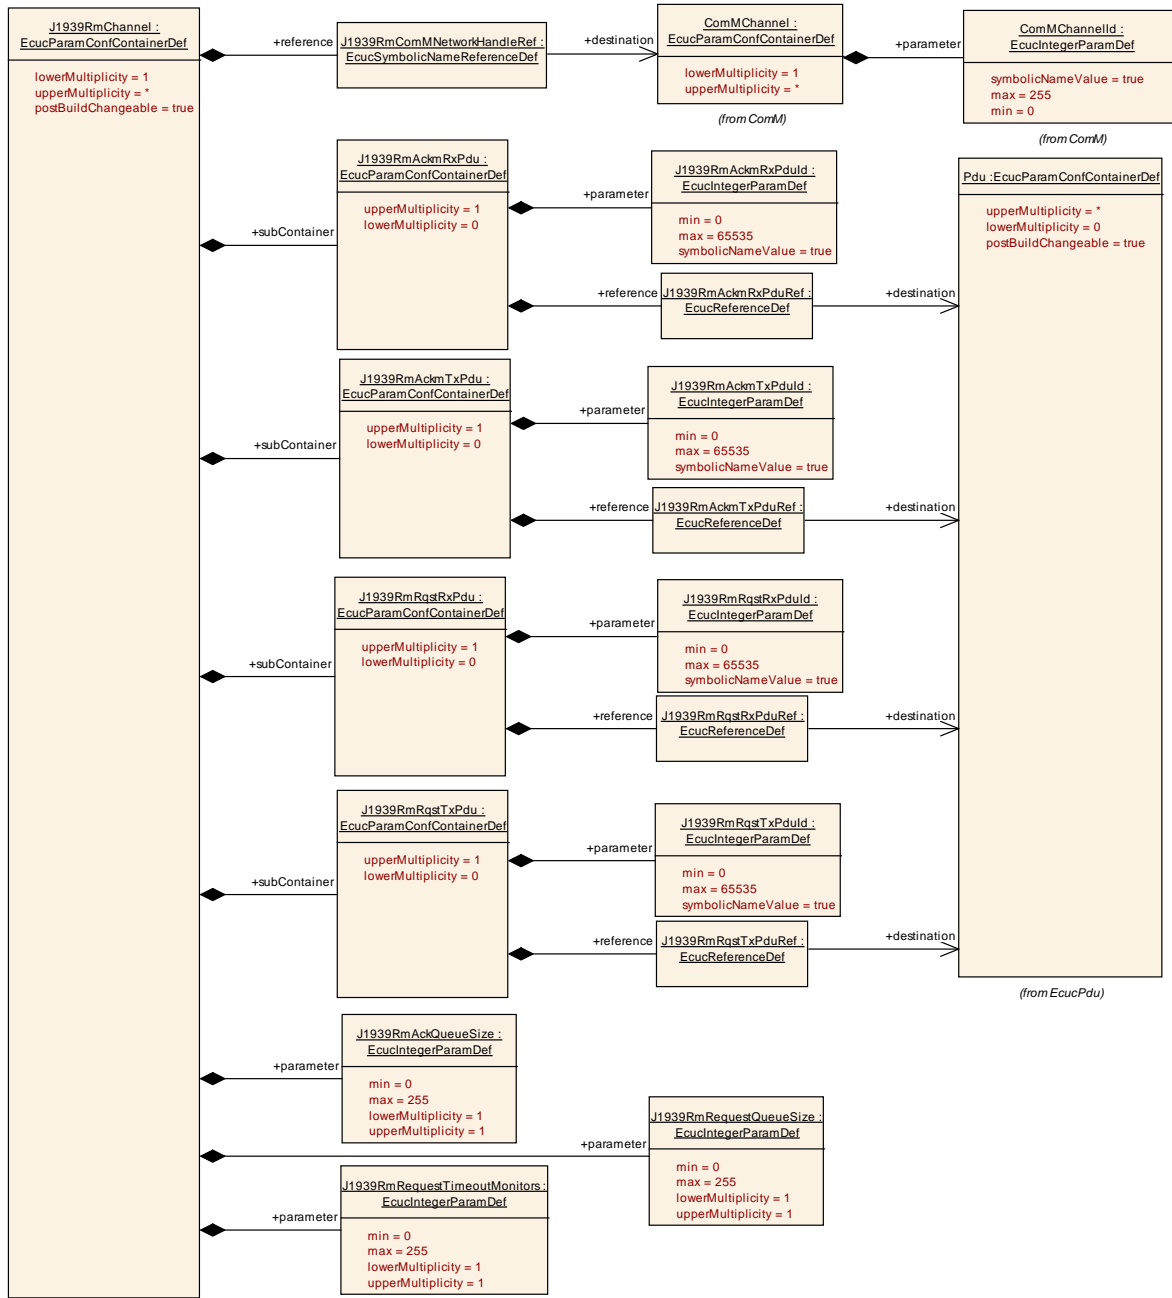 J1939RmChannel :
EcucParamConfContainerDef
lowerMultiplicity = 1
upperMultiplicity = *
postBuildChangeable = true
+reference
J1939RmComMNetworkHandleRef :
EcucSymbolicNameReferenceDef
+destination
ComMChannel :
EcucParamConfContainerDef
lowerMultiplicity = 1
upperMultiplicity = *
(from ComM)
+parameter
ComMChannelId :
EcucIntegerParamDef
symbolicNameValue = true
max = 255
min = 0
(from ComM)
+subContainer
J1939RmAckmRxPdu :
EcucParamConfContainerDef
upperMultiplicity = 1
lowerMultiplicity = 0
+parameter
J1939RmAckmRxPduId :
EcucIntegerParamDef
min = 0
max = 65535
symbolicNameValue = true
+reference
J1939RmAckmRxPduRef :
EcucReferenceDef
+destination
Pdu :EcucParamConfContainerDef
upperMultiplicity = *
lowerMultiplicity = 0
postBuildChangeable = true
+subContainer
J1939RmAckmTxPdu :
EcucParamConfContainerDef
upperMultiplicity = 1
lowerMultiplicity = 0
+parameter
J1939RmAckmTxPduId :
EcucIntegerParamDef
min = 0
max = 65535
symbolicNameValue = true
+reference
J1939RmAckmTxPduRef :
EcucReferenceDef
+destination
+subContainer
J1939RmRqstRxPdu :
EcucParamConfContainerDef
upperMultiplicity = 1
lowerMultiplicity = 0
+parameter
J1939RmRqstRxPduId :
EcucIntegerParamDef
min = 0
max = 65535
symbolicNameValue = true
+reference
J1939RmRqstRxPduRef :
EcucReferenceDef
+destination
+subContainer
J1939RmRqstTxPdu :
EcucParamConfContainerDef
upperMultiplicity = 1
lowerMultiplicity = 0
+parameter
J1939RmRqstTxPduId :
EcucIntegerParamDef
min = 0
max = 65535
symbolicNameValue = true
+reference
J1939RmRqstTxPduRef :
EcucReferenceDef
+destination
(from EcucPdu)
+parameter
J1939RmAckQueueSize :
EcucIntegerParamDef
min = 0
max = 255
lowerMultiplicity = 1
upperMultiplicity = 1
+parameter
J1939RmRequestQueueSize :
EcucIntegerParamDef
min = 0
max = 255
lowerMultiplicity = 1
upperMultiplicity = 1
+parameter
J1939RmRequestTimeoutMonitors :
EcucIntegerParamDef
min = 0
max = 255
lowerMultiplicity = 1
upperMultiplicity = 1